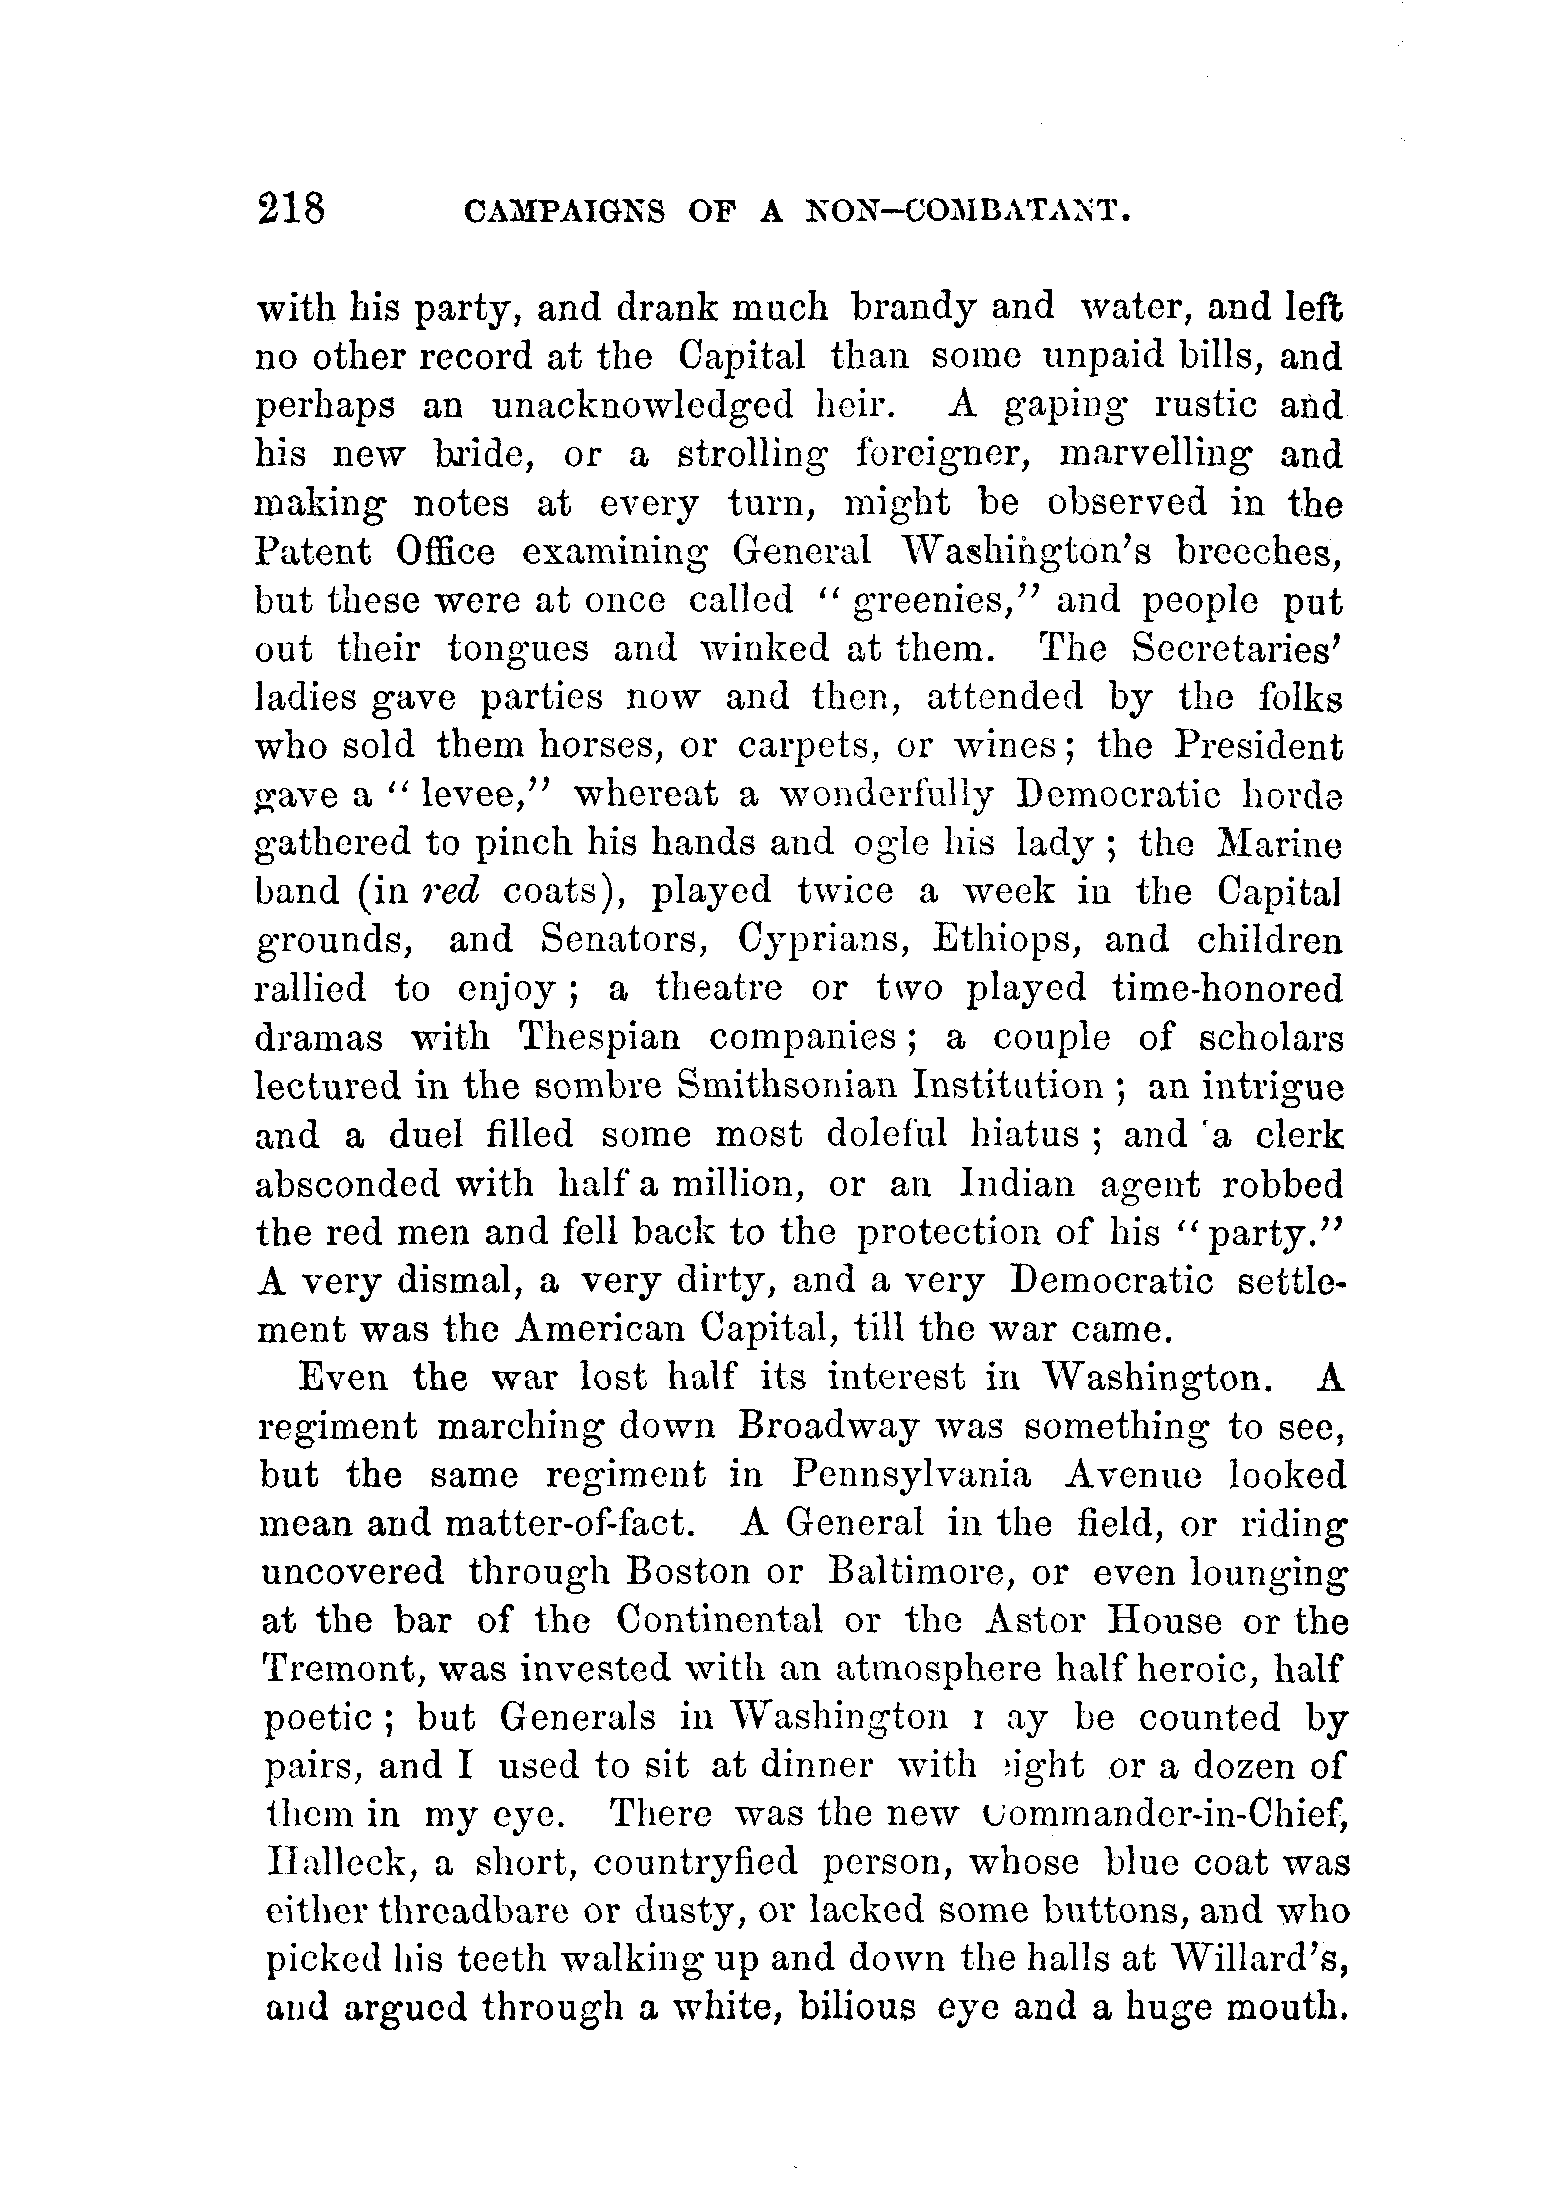 218 CAMPAIGNS OF A NON–COMBATANT.
with his party, and drank much brandy and water, and left
no other record at the Capital than some unpaid bills, and
perhaps an unacknowledged heir. A gaping rustic and
his new bride, or a strolling foreigner, marvelling and
making notes at every turn, might be observed in the
Patent Office examining General Washington's breeches,
but these were at once called "greenies," and people put
out their tongues and winked at them. The Secretaries'
ladies gave parties now and then, attended by the folks
who sold them horses, or carpets, or wines; the President
gave a "levee," whereat a wonderfully Democratic horde
gathered to pinch his hands and ogle his lady; the Marine
band (in red coats), played twice a week in the Capital
grounds, and Senators, Cyprians, Ethiops, and children
rallied to enjoy; a theatre or two played time-honored
dramas with Thespian companies; a couple of scholars
lectured in the sombre Smithsonian Institution; an intrigue
and a duel filled some most doleful hiatus; and a clerk
absconded with half a million, or an Indian agent robbed
the red men and fell back to the protection of his "party."
A very dismal, a very dirty, and a very Democratic settle-
ment was the American Capital, till the war came.
Even the war lost half its interest in Washington. A
regiment marching down Broadway was something to see,
but the same regiment in Pennsylvania Avenue looked
mean and matter-of-fact. A General in the field, or riding
uncovered through Boston or Baltimore, or even lounging
at the bar of the Continental or the Astor House or the
Tremont, was invested with an atmosphere half heroic, half
poetic; but Generals in Washington may be counted by
pairs, and I used to sit at dinner with eight or a dozen of
them in my eye. There was the new Commander-in-Chief,
Halleck, a short, countryfied person, whose blue coat was
either threadbare or dusty, or lacked some buttons, and who
picked his teeth walking up and down the halls at Willard's,
and argued through a white, bilious eye and a huge mouth.